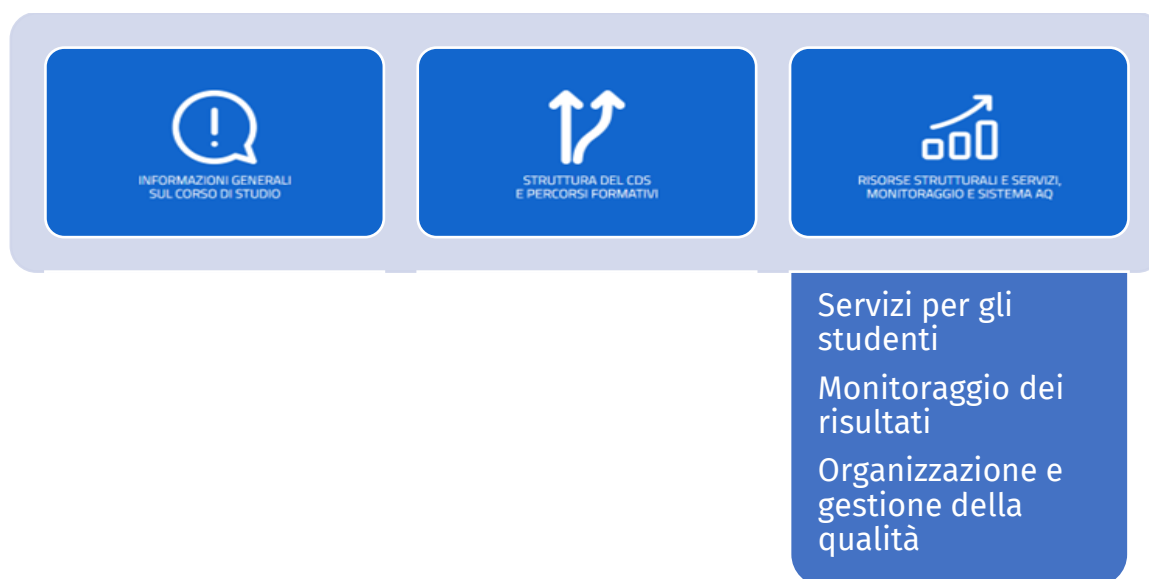 INFORMAZIONI GENERALI
SUL CORSO DI STUDIO
STRUTTURA DEL CDS
E PERCORSI FORMATIVI
RISORSE STRUTTURALI E SERVIZI,
MONITORAGGIO E SISTEMA AQ
Servizi per gli
studenti
Monitoraggio dei
risultati
Organizzazione e
gestione della
qualità